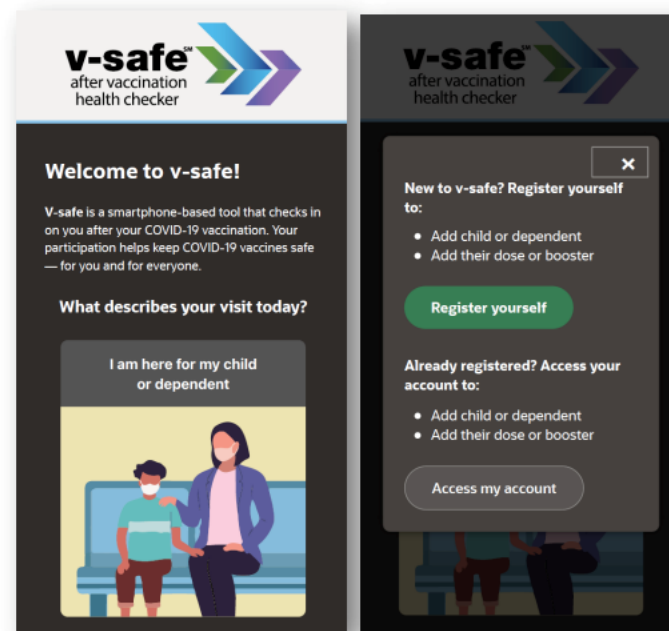 v-safe℠
after vaccination
health checker
Welcome to v-safe!
V-safe is a smartphone-based tool that checks in
on you after your COVID-19 vaccination. Your
participation helps keep COVID-19 vaccines safe
— for you and for everyone.
What describes your visit today?
I am here for my child
or dependent
v-safe℠
after vaccination
health checker
×
New to v-safe? Register yourself
to:
• Add child or dependent
• Add their dose or booster
Register yourself
Already registered? Access your
account to:
• Add child or dependent
• Add their dose or booster
Access my account